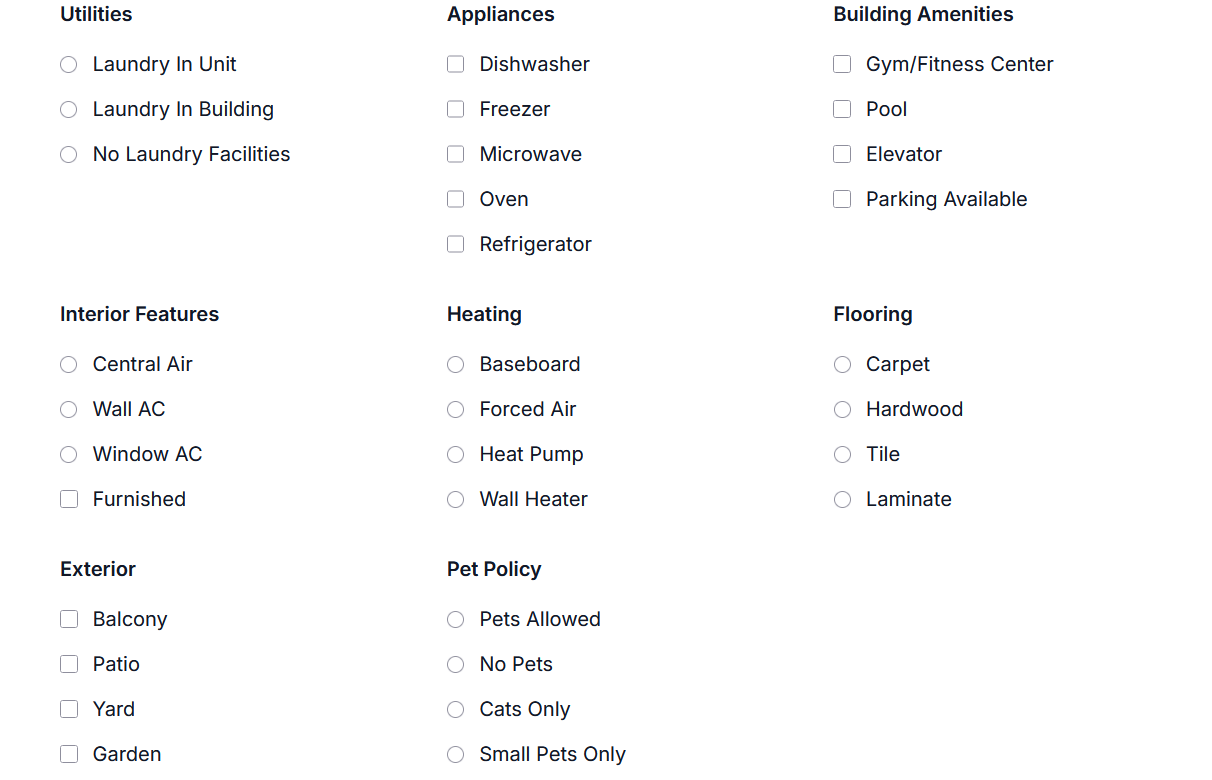 Utilities
Laundry In Unit
Laundry In Building
No Laundry Facilities
Appliances
Dishwasher
Freezer
Microwave
Oven
Refrigerator
Building Amenities
Gym/Fitness Center
Pool
Elevator
Parking Available
Interior Features
Central Air
Wall AC
Window AC
Furnished
Heating
Baseboard
Forced Air
Heat Pump
Wall Heater
Flooring
Carpet
Hardwood
Tile
Laminate
Exterior
Balcony
Patio
Yard
Garden
Pet Policy
Pets Allowed
No Pets
Cats Only
Small Pets Only